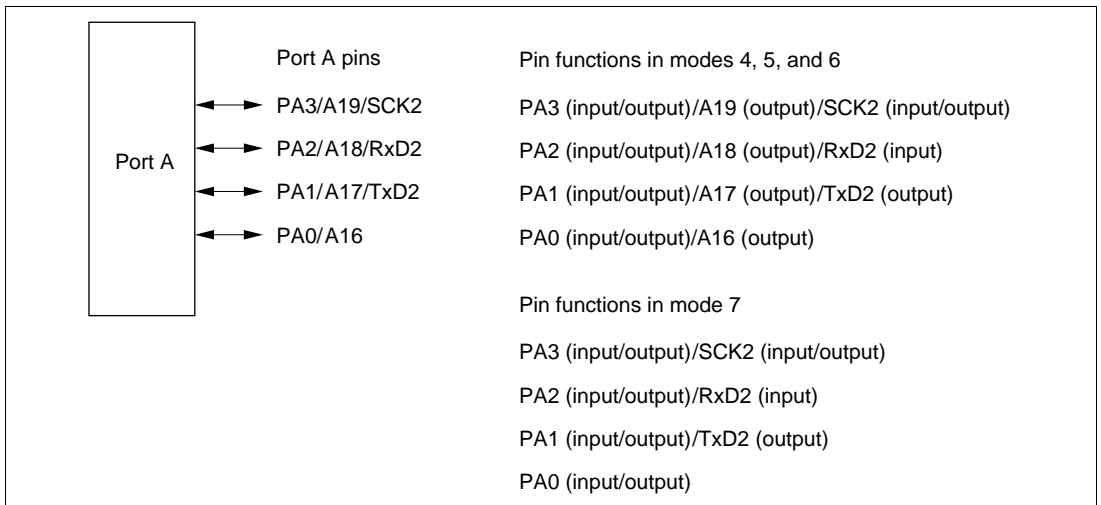 Port A
Port A pins
PA3/A19/SCK2
PA2/A18/RxD2
PA1/A17/TxD2
PA0/A16
Pin functions in modes 4, 5, and 6
PA3 (input/output)/A19 (output)/SCK2 (input/output)
PA2 (input/output)/A18 (output)/RxD2 (input)
PA1 (input/output)/A17 (output)/TxD2 (output)
PA0 (input/output)/A16 (output)
Pin functions in mode 7
PA3 (input/output)/SCK2 (input/output)
PA2 (input/output)/RxD2 (input)
PA1 (input/output)/TxD2 (output)
PA0 (input/output)